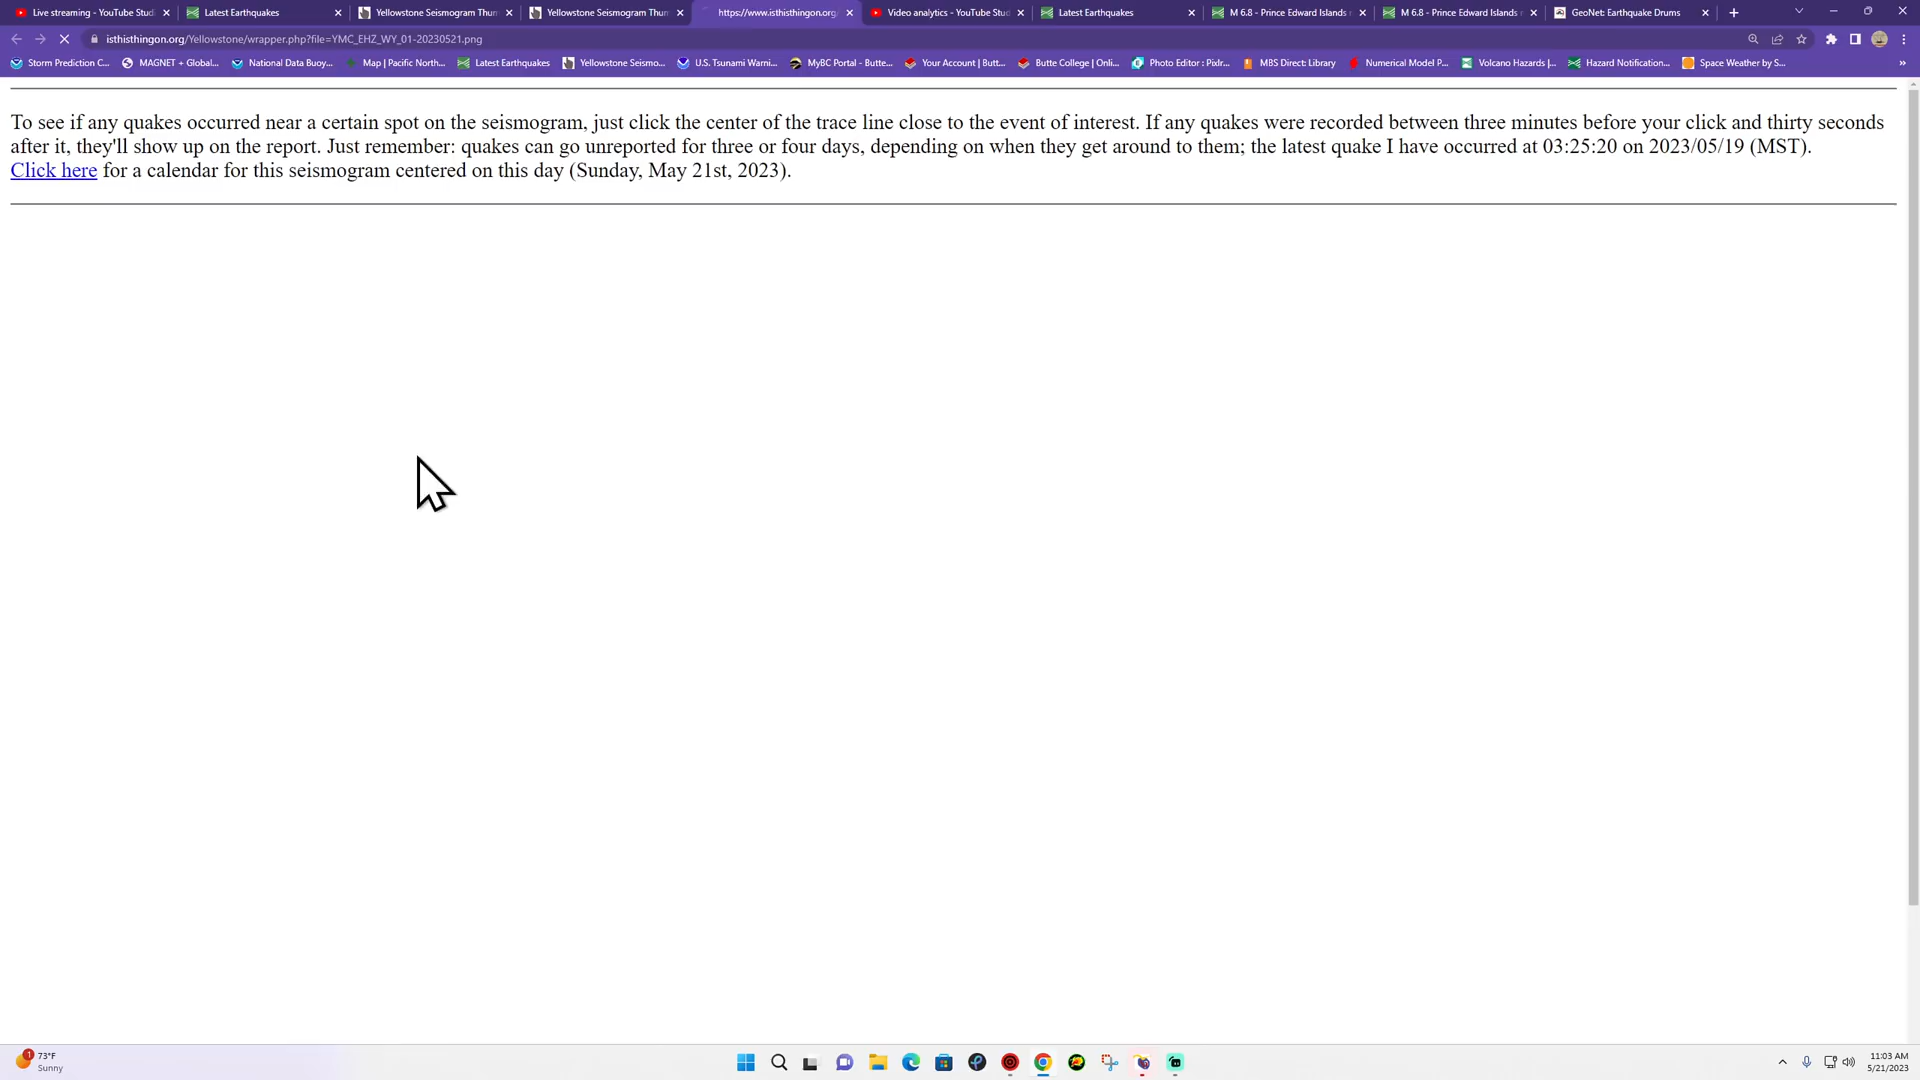 Live streaming - YouTube Studi
Latest Earthquakes
Yellowstone Seismogram Thum
Yellowstone Seismogram Thum
https://www.isthisthingon.org
Video analytics - YouTube Stud
Latest Earthquakes
M 6.8 - Prince Edward Islands r
M 6.8 - Prince Edward Islands r
GeoNet: Earthquake Drums
isthisthingon.org/Yellowstone/wrapper.php?file=YMC_EHZ_WY_01-20230521.png
Storm Prediction C...
MAGNET + Global...
National Data Buoy...
Map | Pacific North...
Latest Earthquakes
Yellowstone Seismo...
U.S. Tsunami Warni...
MyBC Portal - Butte...
Your Account | Butt...
Butte College | Onli...
Photo Editor : Pixlr...
MBS Direct: Library
Numerical Model P...
Volcano Hazards |...
Hazard Notification...
Space Weather by S...
»
To see if any quakes occurred near a certain spot on the seismogram, just click the center of the trace line close to the event of interest. If any quakes were recorded between three minutes before your click and thirty seconds
after it, they'll show up on the report. Just remember: quakes can go unreported for three or four days, depending on when they get around to them; the latest quake I have occurred at 03:25:20 on 2023/05/19 (MST).
Click here for a calendar for this seismogram centered on this day (Sunday, May 21st, 2023).
1
73°F
Sunny
11:03 AM
5/21/2023